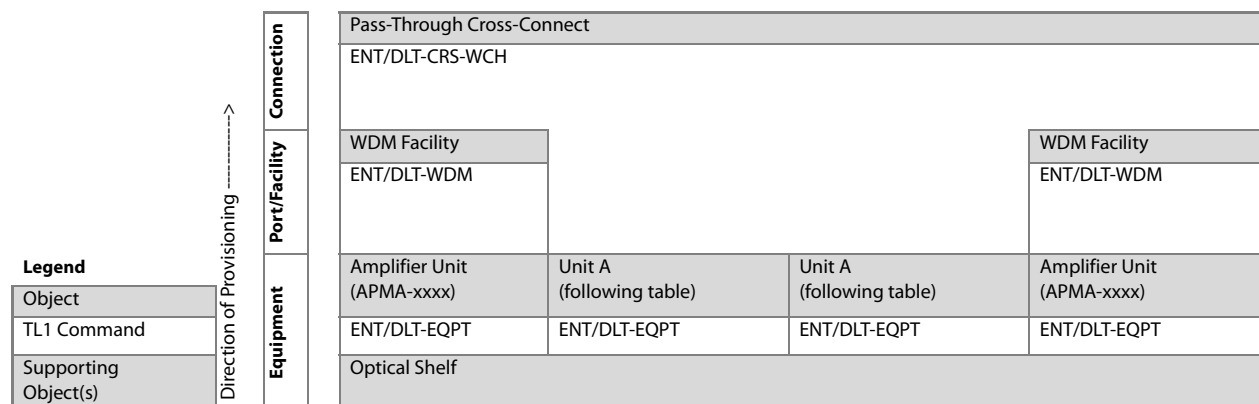 Legend
Object
TL1 Command
Supporting
Object(s)
Direction of Provisioning ------------>
Connection
Pass-Through Cross-Connect
ENT/DLT-CRS-WCH
Port/Facility
WDM Facility
WDM Facility
ENT/DLT-WDM
ENT/DLT-WDM
Equipment
Amplifier Unit
(APMA-xxxx)
Unit A
(following table)
Unit A
(following table)
Amplifier Unit
(APMA-xxxx)
ENT/DLT-EQPT
ENT/DLT-EQPT
ENT/DLT-EQPT
ENT/DLT-EQPT
Optical Shelf